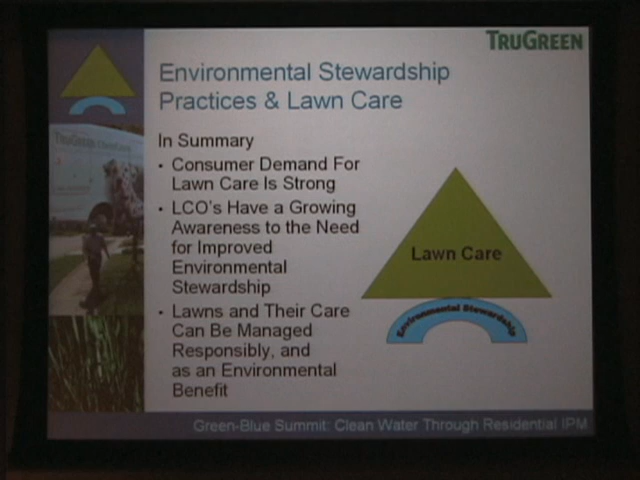 TRUGREEN
Environmental Stewardship
Practices & Lawn Care
In Summary
• Consumer Demand For
Lawn Care Is Strong
• LCO's Have a Growing
Awareness to the Need
for Improved
Environmental
Stewardship
• Lawns and Their Care
Can Be Managed
Responsibly, and
as an Environmental
Benefit
Lawn Care
Environmental Stewardship
Green-Blue Summit: Clean Water Through Residential IPM